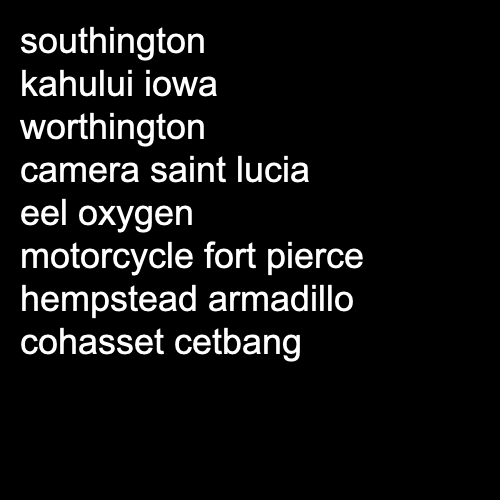 southington
kahului iowa
worthington
camera saint lucia
eel oxygen
motorcycle fort pierce
hempstead armadillo
cohasset cetbang